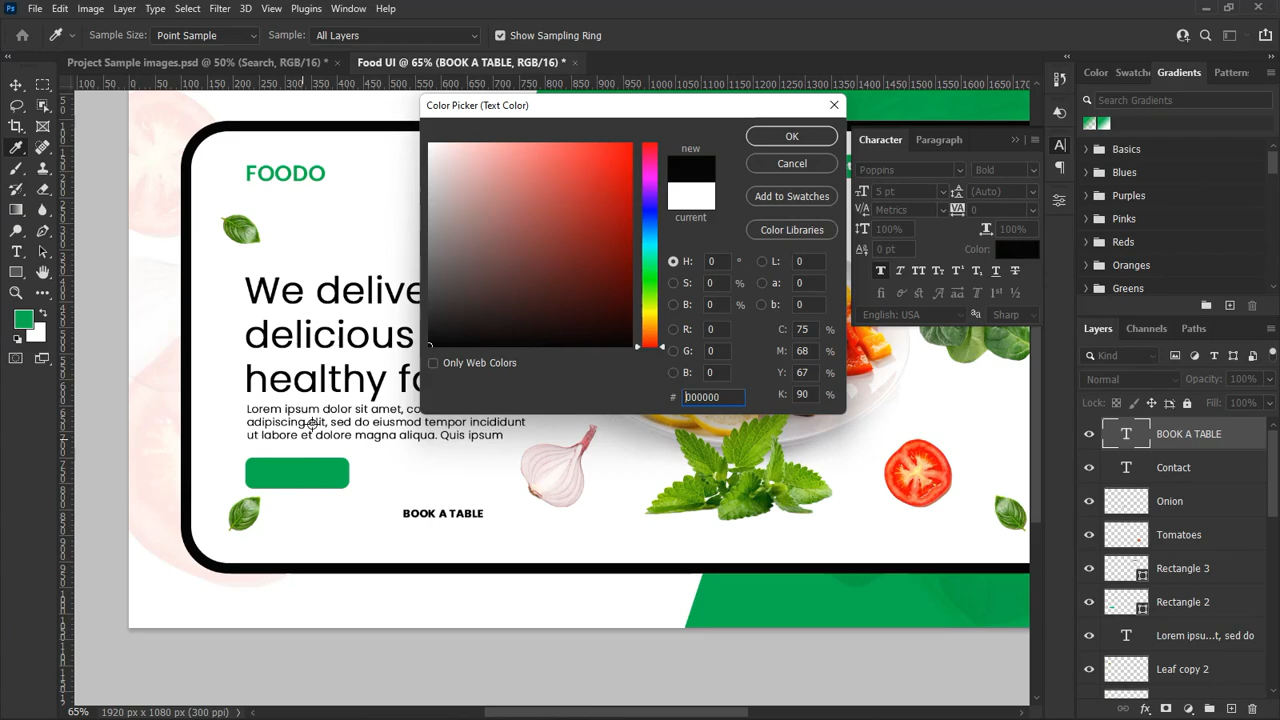 File Edit Image Layer Type Select Filter 3D View Plugins Window Help
Sample Size: Point Sample Sample: All Layers Show Sampling Ring
Project Sample images.psd @ 50% (Search, RGB/16) *
Food UI @ 65% (BOOK A TABLE, RGB/16) *
Color Swatch Gradients Pattern
Search Gradients
Basics
Blues
Purples
Pinks
Reds
Oranges
Greens
Color Picker (Text Color)
new
current
OK
Cancel
Add to Swatches
Color Libraries
H: 0 ° L: 0
S: 0 % a: 0
B: 0 % b: 0
R: 0 C: 75 %
G: 0 M: 68 %
B: 0 Y: 67 %
# 000000 K: 90 %
Only Web Colors
Character Paragraph
Poppins Bold
5 pt (Auto)
Metrics 0
100% 100%
0 pt Color:
English: USA Sharp
FOODO
We delive
delicious
healthy fo
Lorem ipsum dolor sit amet, co
adipiscing elit, sed do eiusmod tempor incididunt
ut labore et dolore magna aliqua. Quis ipsum
BOOK A TABLE
Layers Channels Paths
Kind
Normal Opacity: 100%
Lock: Fill: 100%
BOOK A TABLE
Contact
Onion
Tomatoes
Rectangle 3
Rectangle 2
Lorem ipsu...t, sed do
Leaf copy 2
65% 1920 px x 1080 px (300 ppi)